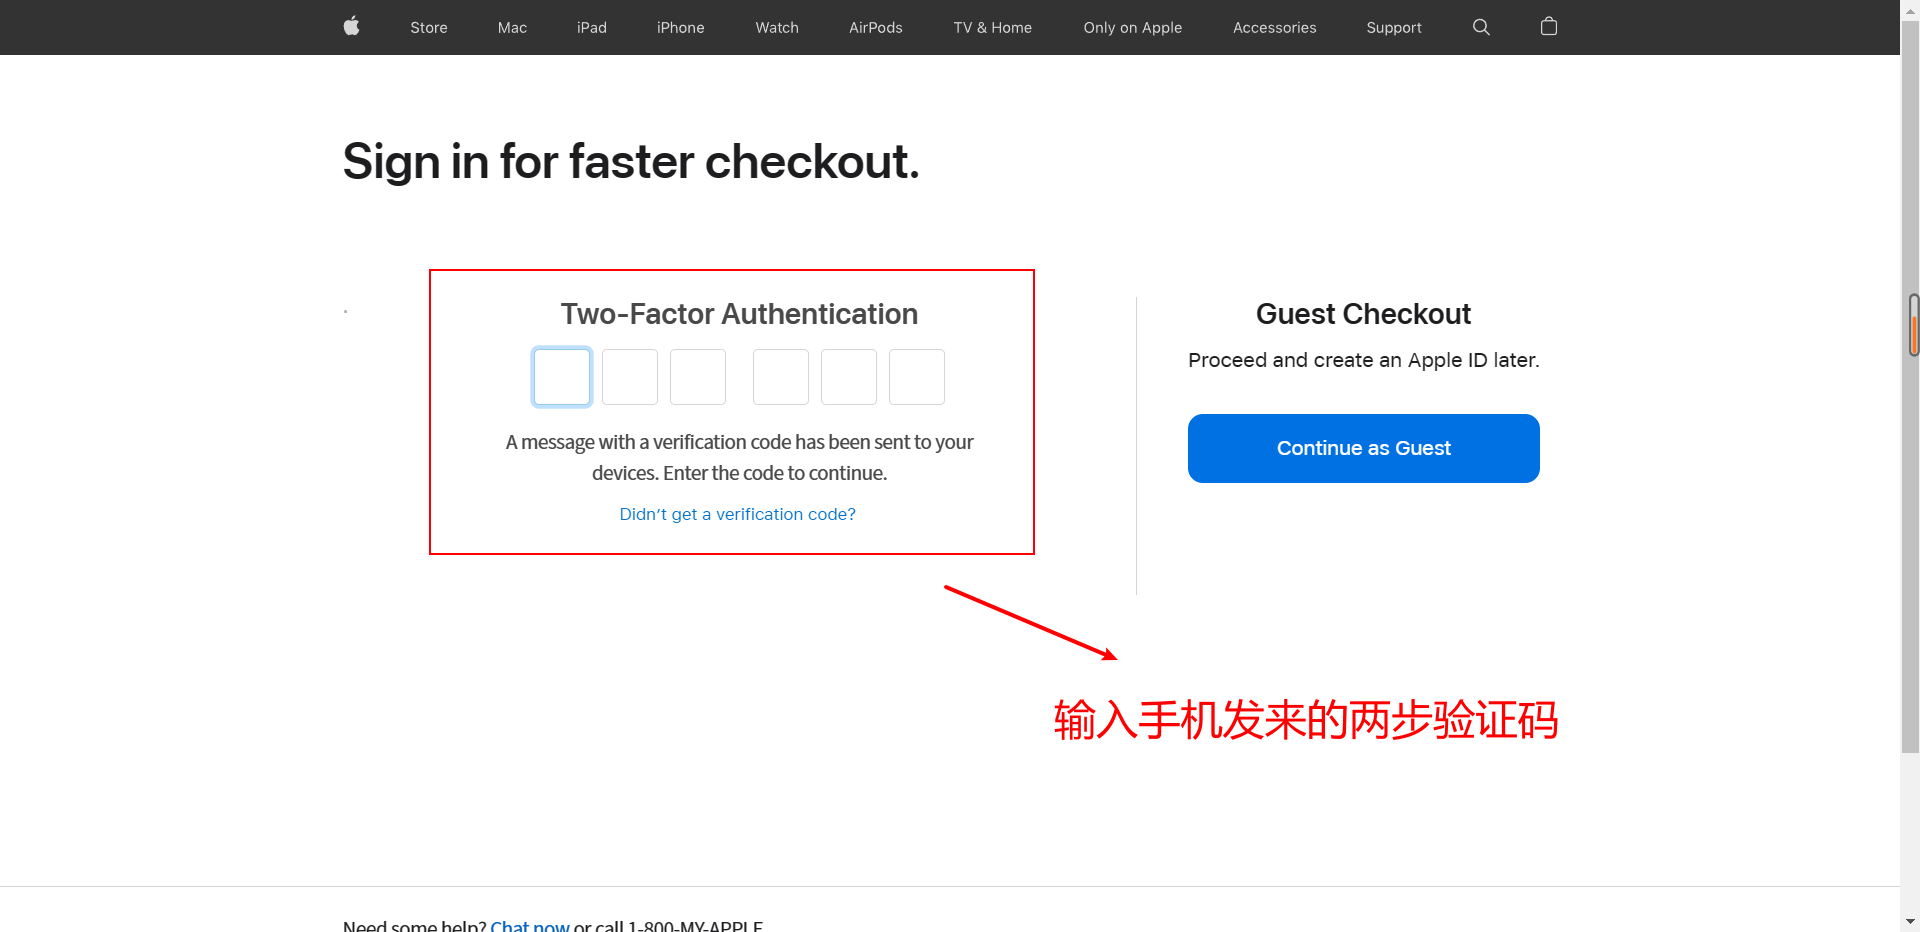 Store Mac iPad iPhone Watch AirPods TV & Home Only on Apple Accessories Support
Sign in for faster checkout.
Two-Factor Authentication
A message with a verification code has been sent to your
devices. Enter the code to continue.
Didn't get a verification code?
Guest Checkout
Proceed and create an Apple ID later.
Continue as Guest
输入手机发来的两步验证码
Need some help? Chat now or call 1-800-MY-APPLE